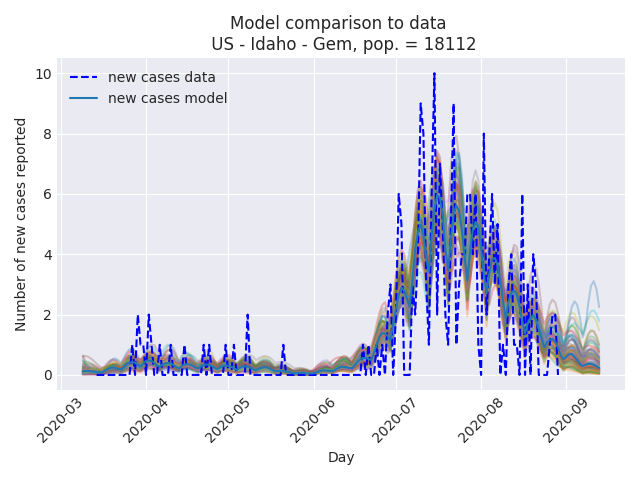 Model comparison to data
US - Idaho - Gem, pop. = 18112
new cases data
new cases model
Number of new cases reported
10
8
6
4
2
0
2020-03
2020-04
2020-05
2020-06
2020-07
2020-08
2020-09
Day